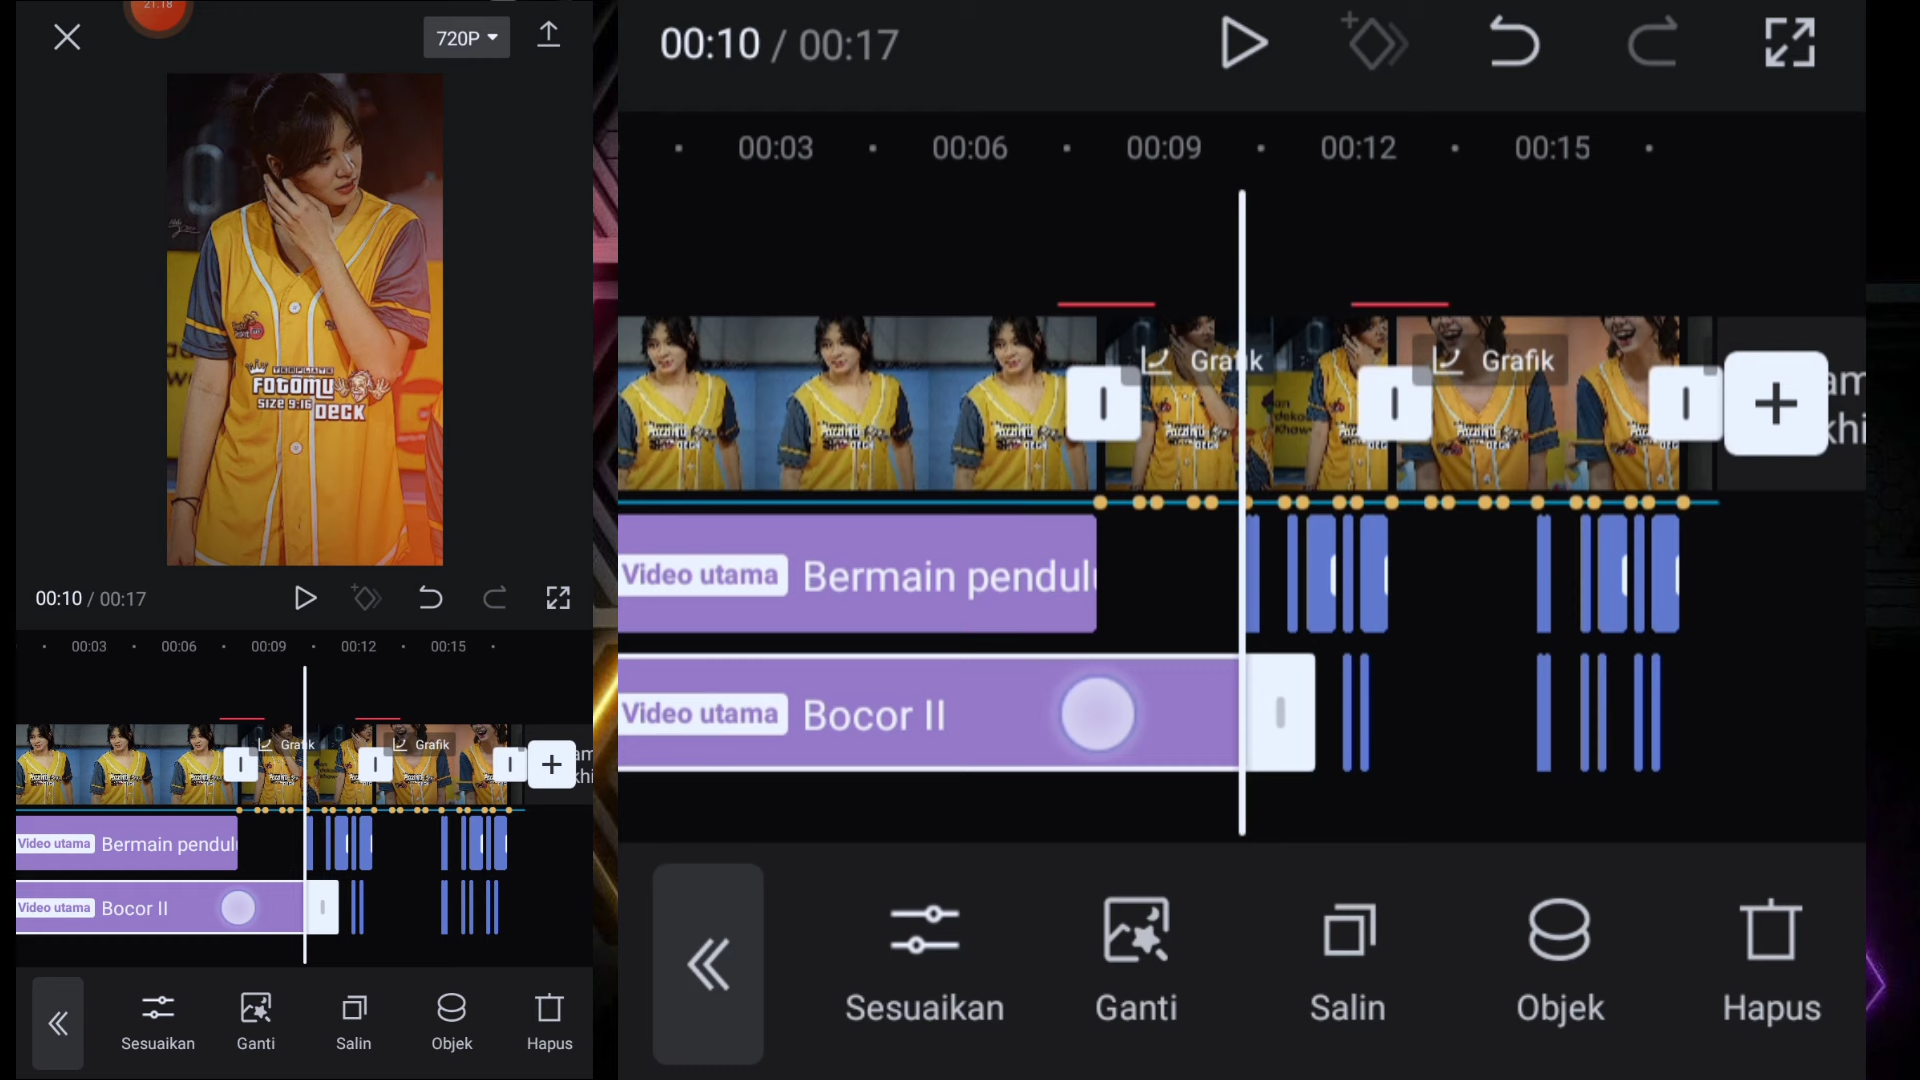 21.18
720P
TEMPLATE
FOTOMU
SIZE 9:16 DECK
00:10 / 00:17
00:03 00:06 00:09 00:12 00:15
Grafik Grafik
Video utama Bermain pendul
Video utama Bocor II
Sesuaikan Ganti Salin Objek Hapus
00:10 / 00:17
00:03 00:06 00:09 00:12 00:15
Grafik Grafik
Video utama Bermain pendul
Video utama Bocor II
Sesuaikan Ganti Salin Objek Hapus